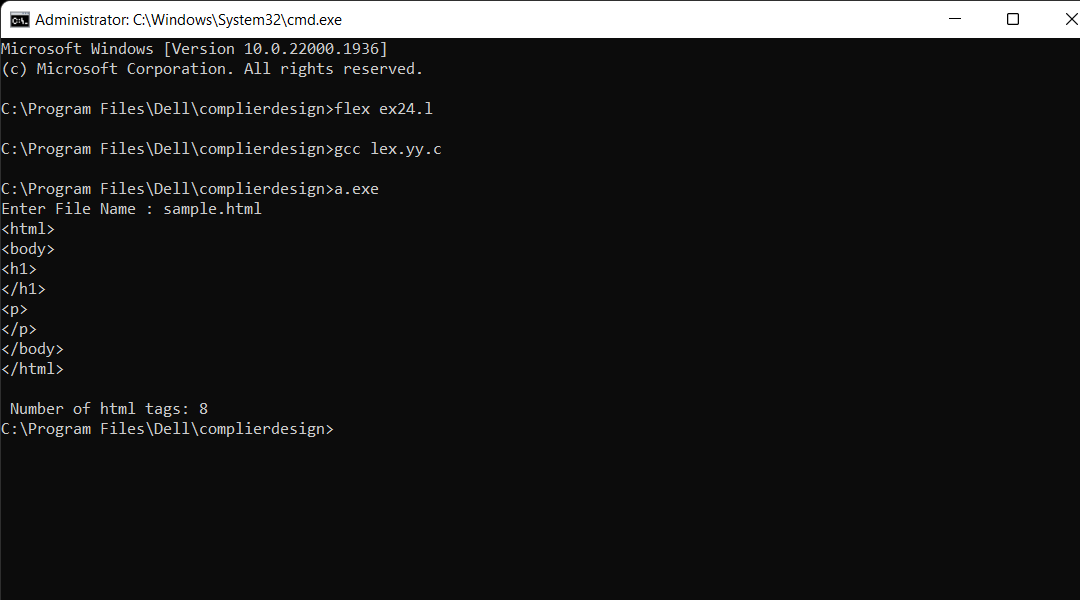 Administrator: C:\Windows\System32\cmd.exe
Microsoft Windows [Version 10.0.22000.1936]
(c) Microsoft Corporation. All rights reserved.
C:\Program Files\Dell\complierdesign>flex ex24.l
C:\Program Files\Dell\complierdesign>gcc lex.yy.c
C:\Program Files\Dell\complierdesign>a.exe
Enter File Name : sample.html
<html>
<body>
<h1>
</h1>
<p>
</p>
</body>
</html>
Number of html tags: 8
C:\Program Files\Dell\complierdesign>